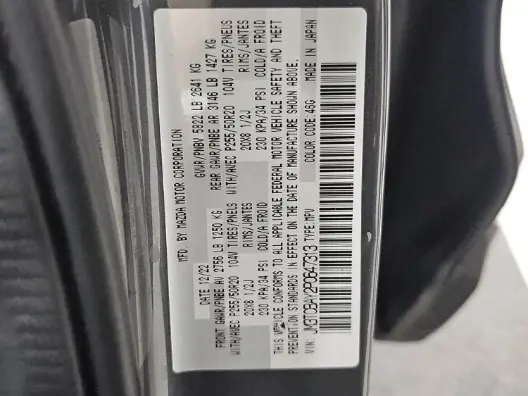 MFD. BY MAZDA MOTOR CORPORATION
DATE 12/22 GVWR/PNBV 5822 LB 2641 KG
FRONT GAWR/PNBE AV 2756 LB 1250 KG REAR GAWR/PNBE AR 3146 LB 1427 KG
WITH/AVEC P255/50R20 104V TIRES/PNEUS WITH/AVEC P255/50R20 104V TIRES/PNEUS
20X8 1/2J RIMS/JANTES 20X8 1/2J RIMS/JANTES
230 KPA/34 PSI COLD/A FROID 230 KPA/34 PSI COLD/A FROID
THIS VEHICLE CONFORMS TO ALL APPLICABLE FEDERAL MOTOR VEHICLE SAFETY AND THEFT
PREVENTION STANDARDS IN EFFECT ON THE DATE OF MANUFACTURE SHOWN ABOVE.
VIN: JM3TCBAY2P0647313 TYPE:MPV COLOR CODE:46G MADE IN JAPAN